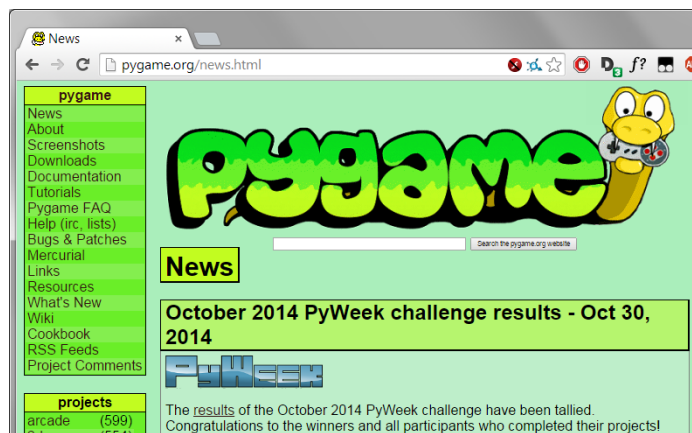 News
pygame.org/news.html
D 3 f?
pygame
News
About
Screenshots
Downloads
Documentation
Tutorials
Pygame FAQ
Help (irc, lists)
Bugs & Patches
Mercurial
Links
Resources
What's New
Wiki
Cookbook
RSS Feeds
Project Comments
projects
arcade (599)
pygame
Search the pygame.org website
News
October 2014 PyWeek challenge results - Oct 30,
2014
PyWeek
The results of the October 2014 PyWeek challenge have been tallied.
Congratulations to the winners and all participants who completed their projects!